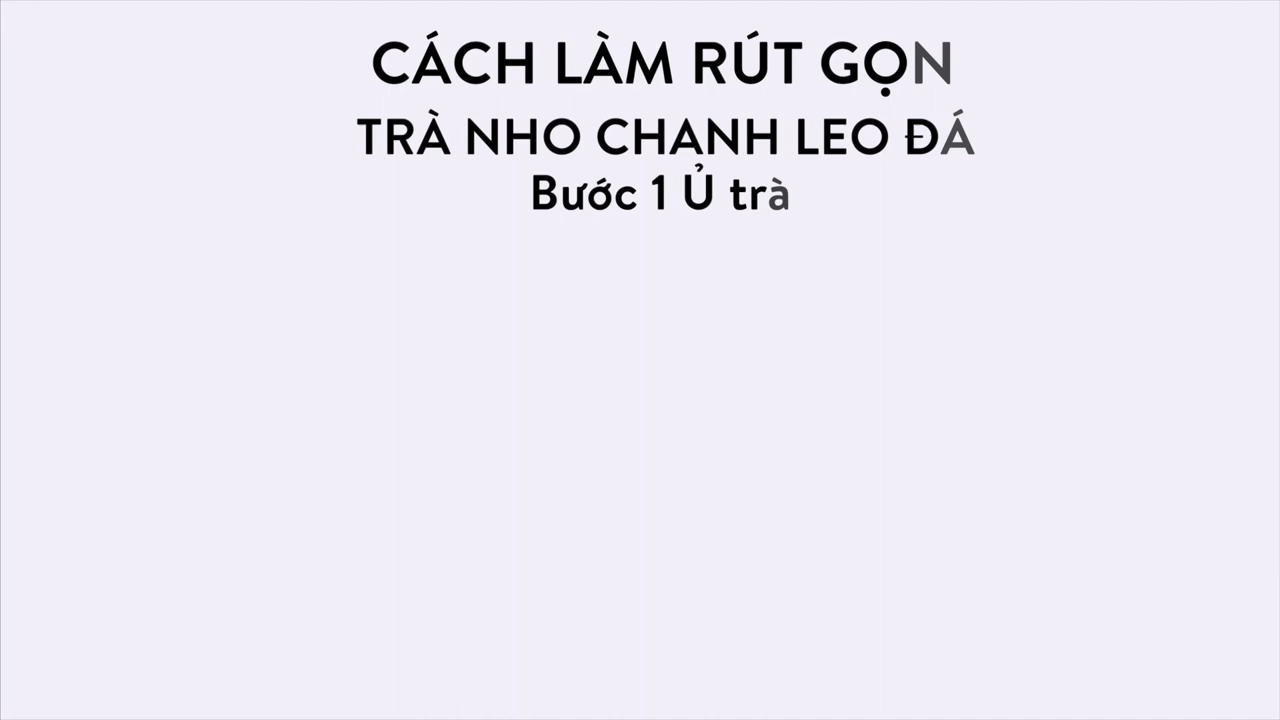 CÁCH LÀM RÚT GỌN
TRÀ NHO CHANH LEO ĐÁ
Bước 1 Ủ trà